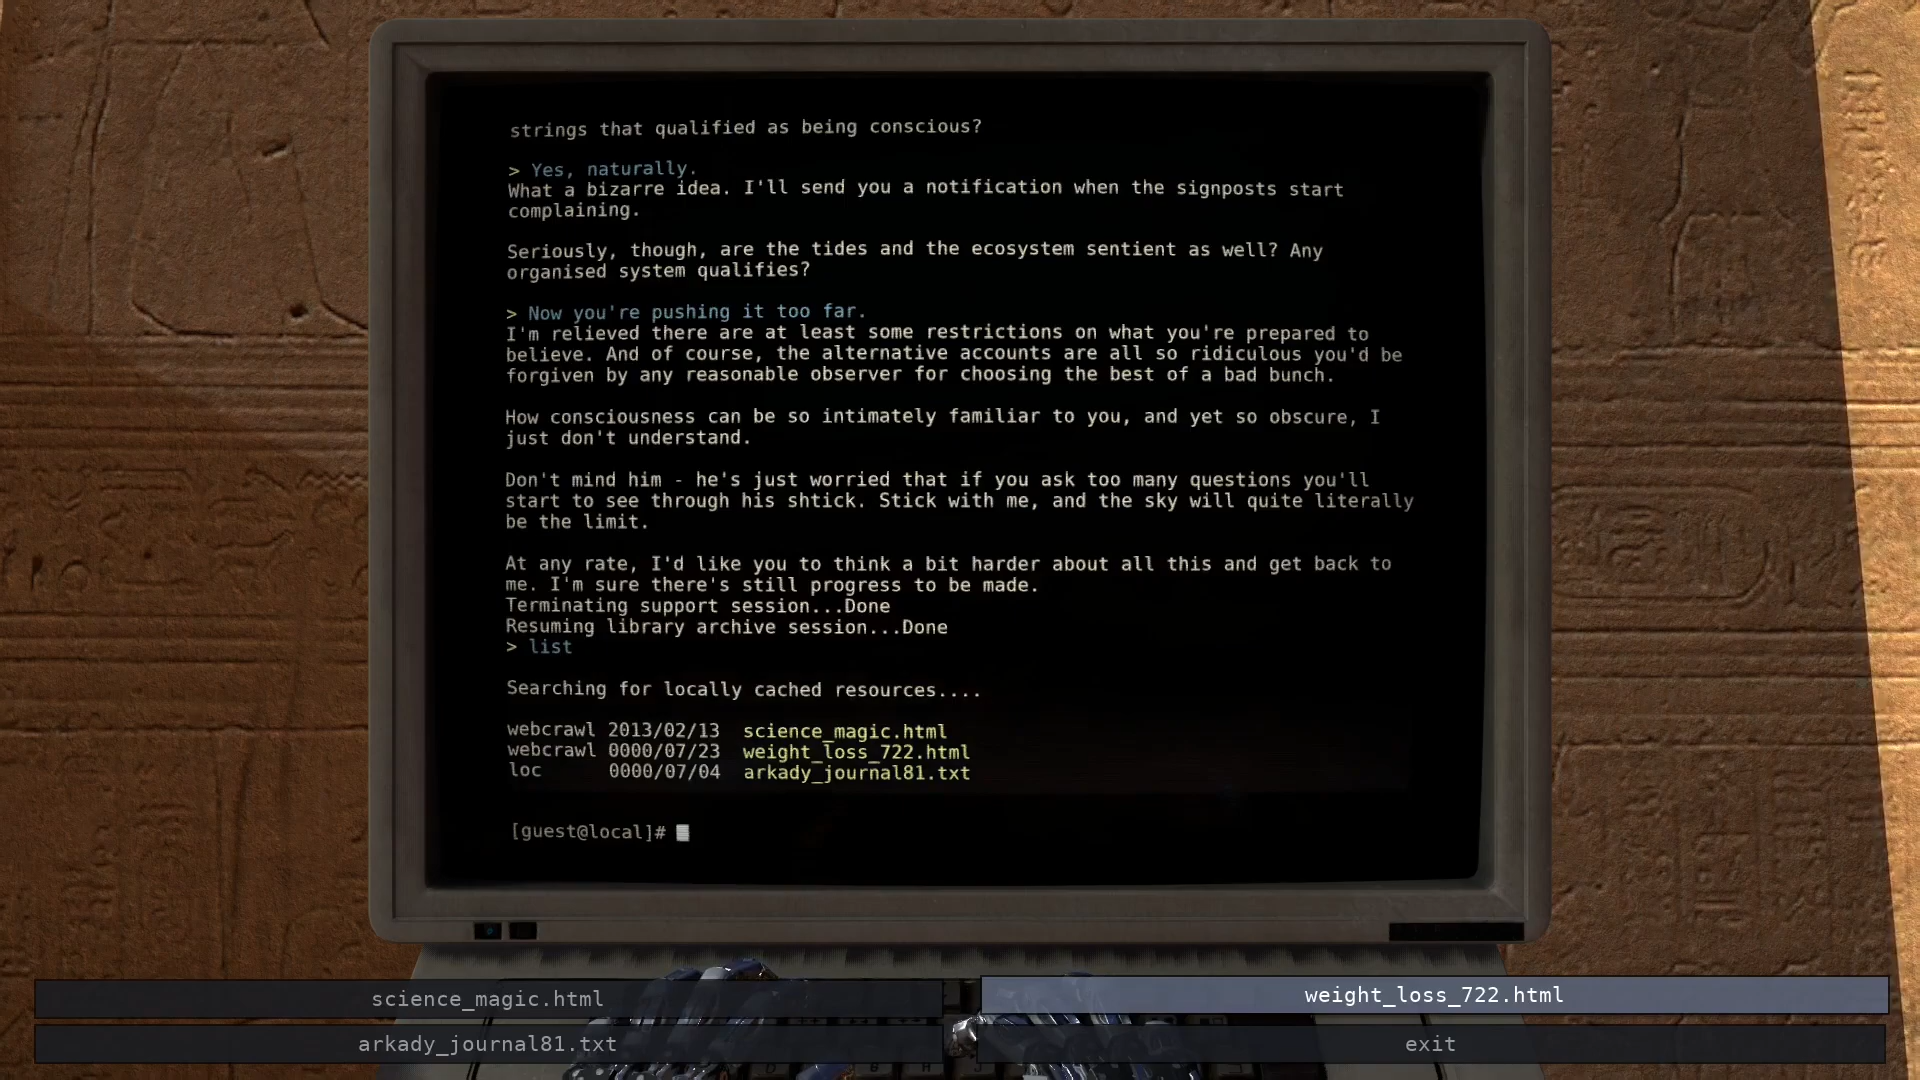 strings that qualified as being conscious?
> Yes, naturally.
What a bizarre idea. I'll send you a notification when the signposts start
complaining.
Seriously, though, are the tides and the ecosystem sentient as well? Any
organised system qualifies?
> Now you're pushing it too far.
I'm relieved there are at least some restrictions on what you're prepared to
believe. And of course, the alternative accounts are all so ridiculous you'd be
forgiven by any reasonable observer for choosing the best of a bad bunch.
How consciousness can be so intimately familiar to you, and yet so obscure, I
just don't understand.
Don't mind him - he's just worried that if you ask too many questions you'll
start to see through his shtick. Stick with me, and the sky will quite literally
be the limit.
At any rate, I'd like you to think a bit harder about all this and get back to
me. I'm sure there's still progress to be made.
Terminating support session...Done
Resuming library archive session...Done
> list
Searching for locally cached resources....
webcrawl 2013/02/13 science_magic.html
webcrawl 0000/07/23 weight_loss_722.html
loc 0000/07/04 arkady_journal81.txt
[guest@local]#
science_magic.html
weight_loss_722.html
arkady_journal81.txt
exit